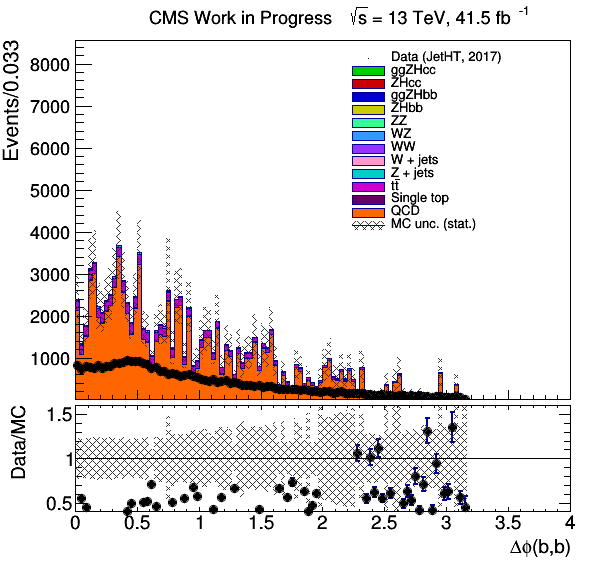 CMS Work in Progress √s = 13 TeV, 41.5 fb⁻¹
Events/0.033
8000
7000
6000
5000
4000
3000
2000
1000
Data (JetHT, 2017)
ggZHcc
ZHcc
ggZHbb
ZHbb
ZZ
WZ
WW
W + jets
Z + jets
tt̄
Single top
QCD
MC unc. (stat.)
Data/MC
1.5
1
0.5
0 0.5 1 1.5 2 2.5 3 3.5 4
Δϕ(b,b)